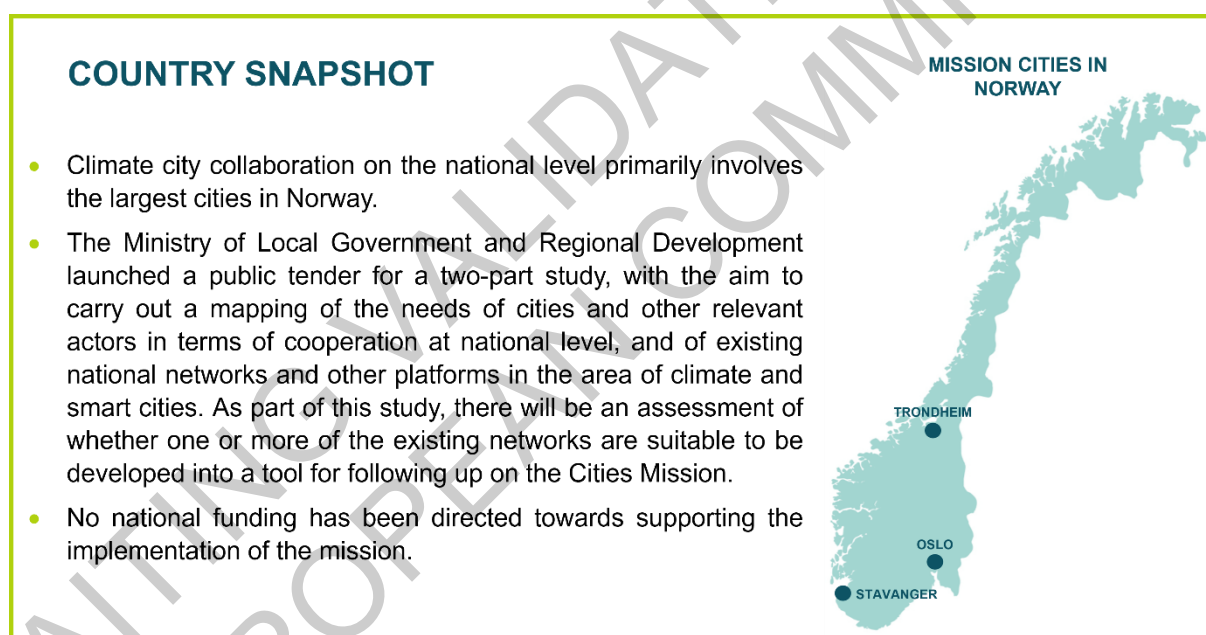 COUNTRY SNAPSHOT
MISSION CITIES IN
NORWAY
• Climate city collaboration on the national level primarily involves
the largest cities in Norway.
• The Ministry of Local Government and Regional Development
launched a public tender for a two-part study, with the aim to
carry out a mapping of the needs of cities and other relevant
actors in terms of cooperation at national level, and of existing
national networks and other platforms in the area of climate and
smart cities. As part of this study, there will be an assessment of
whether one or more of the existing networks are suitable to be
developed into a tool for following up on the Cities Mission.
• No national funding has been directed towards supporting the
implementation of the mission.
TRONDHEIM
OSLO
STAVANGER